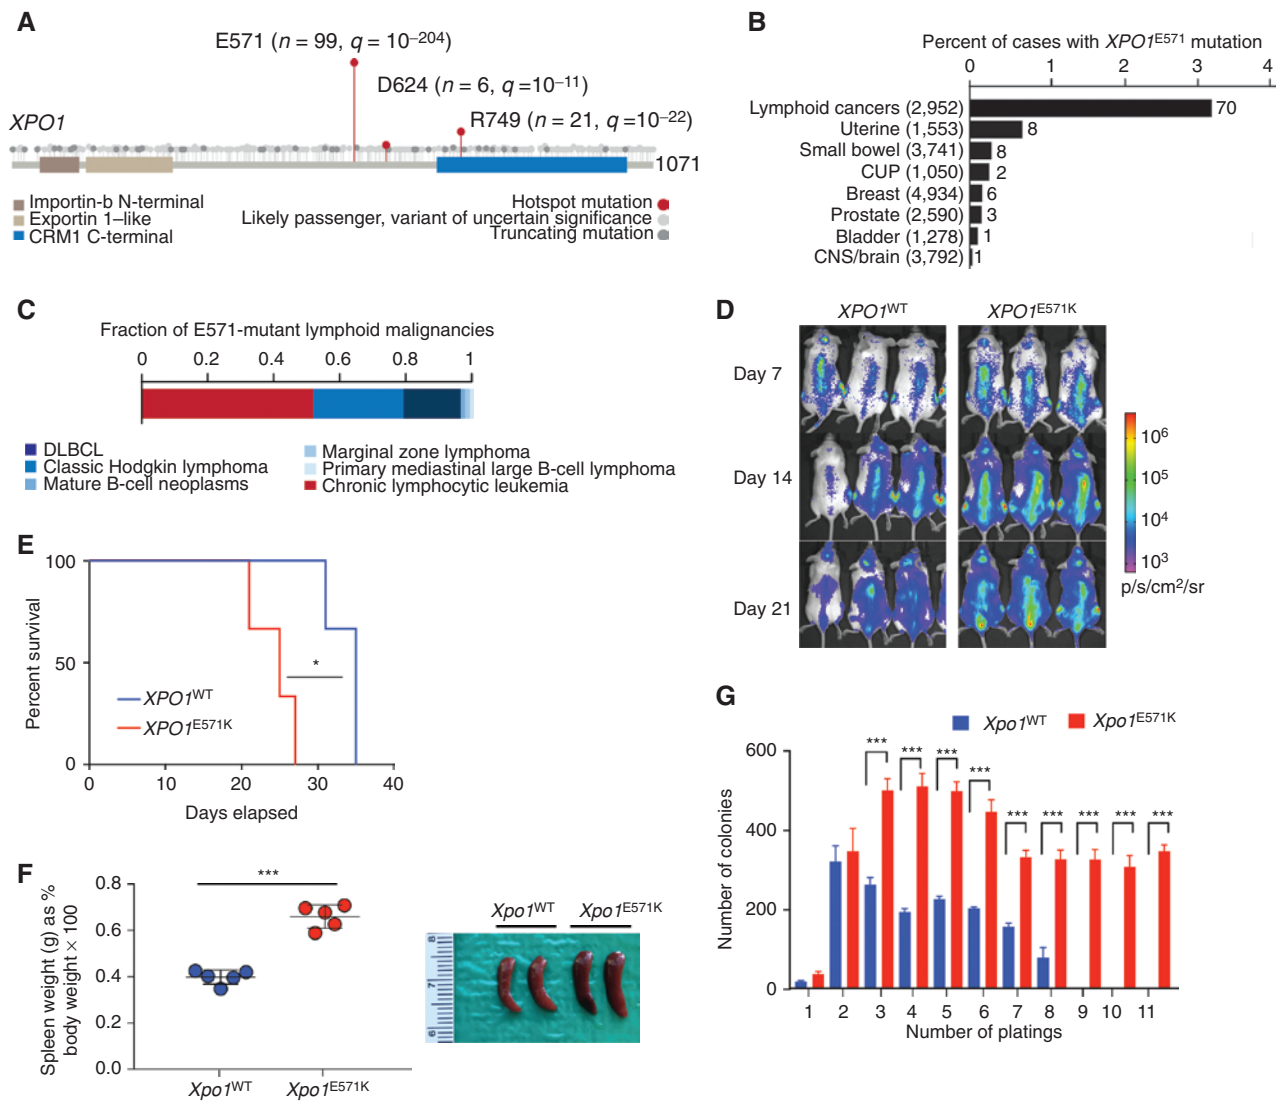 A
E571 (n = 99, q = 10–204)
D624 (n = 6, q =10–11)
R749 (n = 21, q =10–22)
XPO1
1071
Importin-b N-terminal
Exportin 1–like
CRM1 C-terminal
Hotspot mutation
Likely passenger, variant of uncertain significance
Truncating mutation
B
Percent of cases with XPO1E571 mutation
0 1 2 3 4
Lymphoid cancers (2,952) 70
Uterine (1,553) 8
Small bowel (3,741) 8
CUP (1,050) 2
Breast (4,934) 6
Prostate (2,590) 3
Bladder (1,278) 1
CNS/brain (3,792) 1
C
Fraction of E571-mutant lymphoid malignancies
0 0.2 0.4 0.6 0.8 1
DLBCL
Classic Hodgkin lymphoma
Mature B-cell neoplasms
Marginal zone lymphoma
Primary mediastinal large B-cell lymphoma
Chronic lymphocytic leukemia
D
XPO1WT XPO1E571K
Day 7
Day 14
Day 21
106
105
104
103
p/s/cm2/sr
E
Percent survival
100
50
0
*
XPO1WT
XPO1E571K
0 10 20 30 40
Days elapsed
F
Spleen weight (g) as %
body weight × 100
0.8
0.6
0.4
0.2
0.0
***
Xpo1WT Xpo1E571K
Xpo1WT Xpo1E571K
8
7
6
G
Xpo1WT Xpo1E571K
Number of colonies
600
400
200
0
*** *** *** *** *** *** *** *** ***
1 2 3 4 5 6 7 8 9 10 11
Number of platings